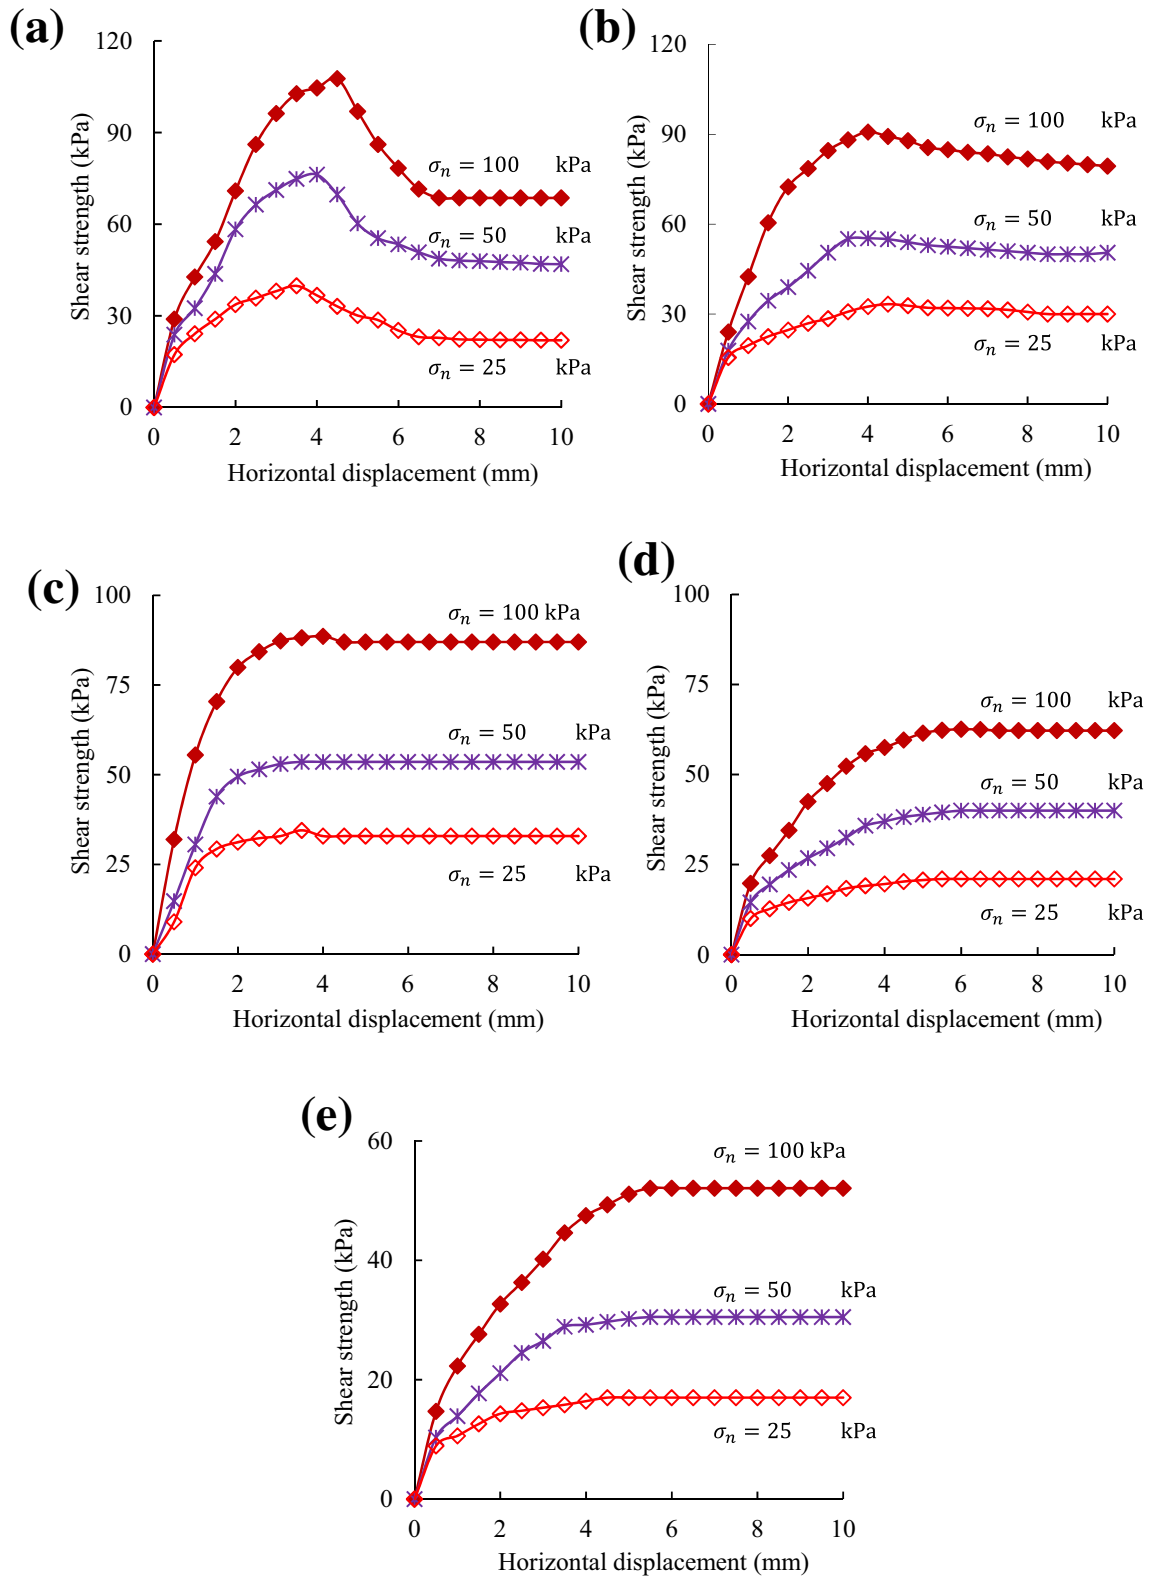 (a)
120
90
60
30
0
Shear strength (kPa)
σn = 100 kPa
σn = 50 kPa
σn = 25 kPa
0 2 4 6 8 10
Horizontal displacement (mm)
(b)
120
90
60
30
0
Shear strength (kPa)
σn = 100 kPa
σn = 50 kPa
σn = 25 kPa
0 2 4 6 8 10
Horizontal displacement (mm)
(c)
100
75
50
25
0
Shear strength (kPa)
σn = 100 kPa
σn = 50 kPa
σn = 25 kPa
0 2 4 6 8 10
Horizontal displacement (mm)
(d)
100
75
50
25
0
Shear strength (kPa)
σn = 100 kPa
σn = 50 kPa
σn = 25 kPa
0 2 4 6 8 10
Horizontal displacement (mm)
(e)
60
40
20
0
Shear strength (kPa)
σn = 100 kPa
σn = 50 kPa
σn = 25 kPa
0 2 4 6 8 10
Horizontal displacement (mm)